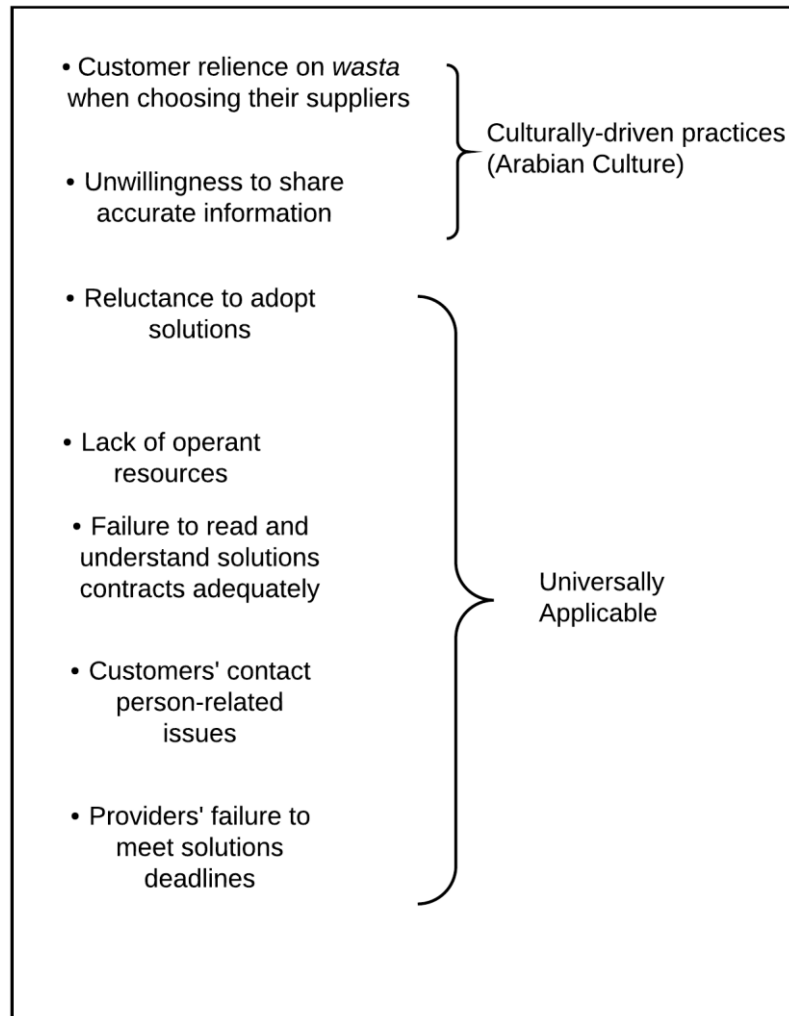 • Customer relience on wasta
when choosing their suppliers
Culturally-driven practices
(Arabian Culture)
• Unwillingness to share
accurate information
• Reluctance to adopt
solutions
• Lack of operant
resources
• Failure to read and
understand solutions
contracts adequately
Universally
Applicable
• Customers' contact
person-related
issues
• Providers' failure to
meet solutions
deadlines